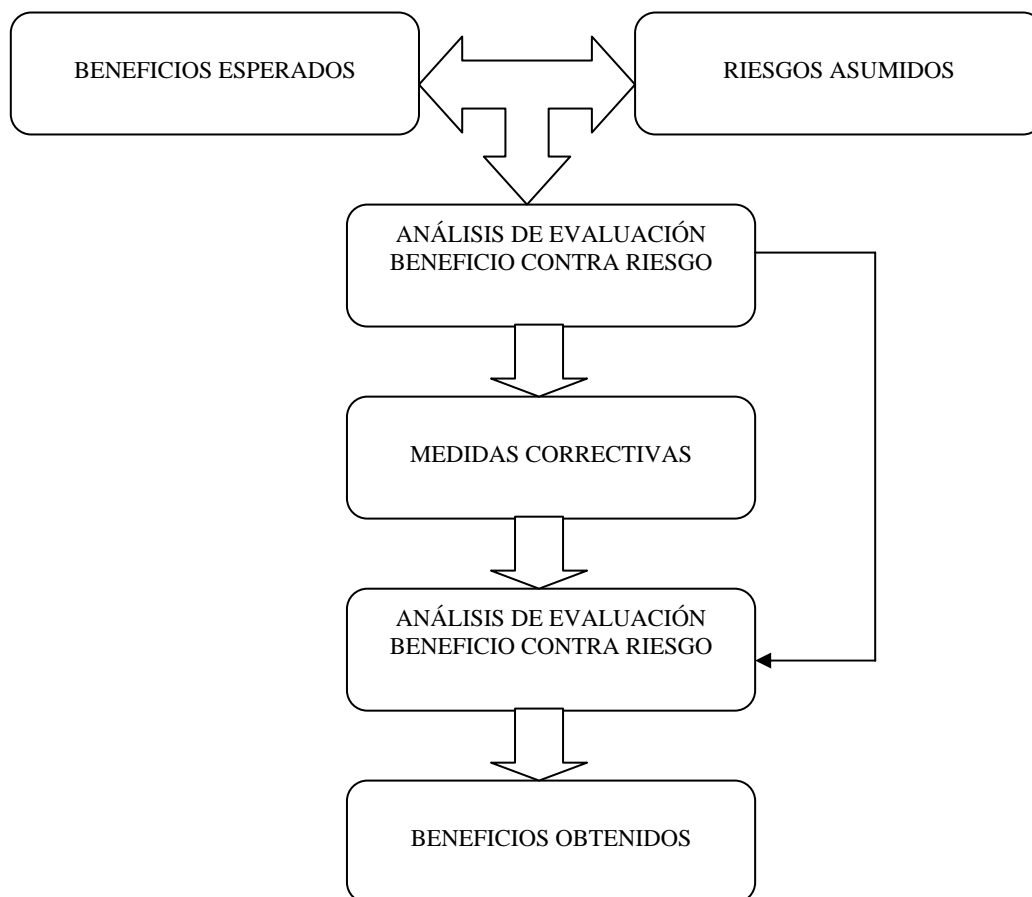 BENEFICIOS ESPERADOS
RIESGOS ASUMIDOS
ANÁLISIS DE EVALUACIÓN
BENEFICIO CONTRA RIESGO
MEDIDAS CORRECTIVAS
ANÁLISIS DE EVALUACIÓN
BENEFICIO CONTRA RIESGO
BENEFICIOS OBTENIDOS